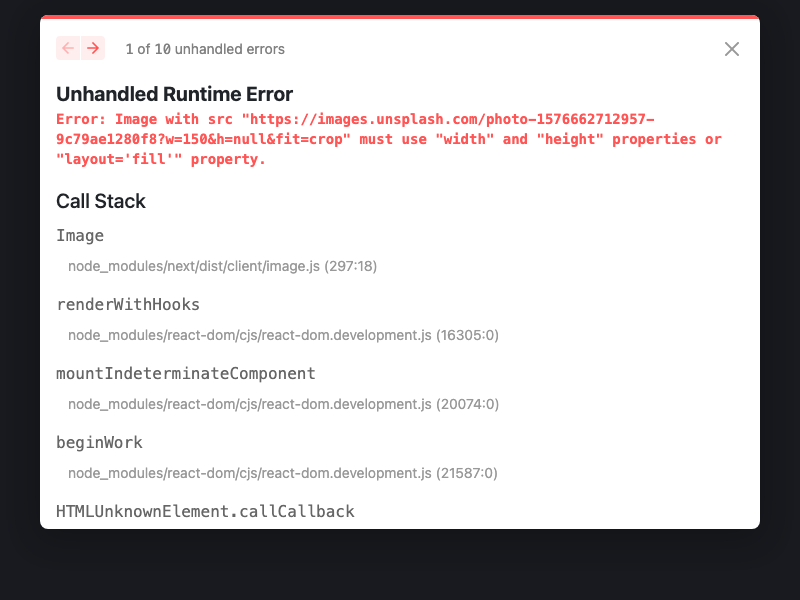 1 of 10 unhandled errors
Unhandled Runtime Error
Error: Image with src "https://images.unsplash.com/photo-1576662712957-
9c79ae1280f8?w=150&h=null&fit=crop" must use "width" and "height" properties or
"layout='fill'" property.
Call Stack
Image
node_modules/next/dist/client/image.js (297:18)
renderWithHooks
node_modules/react-dom/cjs/react-dom.development.js (16305:0)
mountIndeterminateComponent
node_modules/react-dom/cjs/react-dom.development.js (20074:0)
beginWork
node_modules/react-dom/cjs/react-dom.development.js (21587:0)
HTMLUnknownElement.callCallback